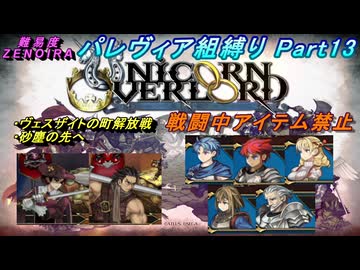 難易度
ZENOIRA
パレヴィア組縛り Part13
UNICORN
OVERLORD
・ヴェスザイトの町解放戦
・砂塵の先へ
戦闘中アイテム禁止